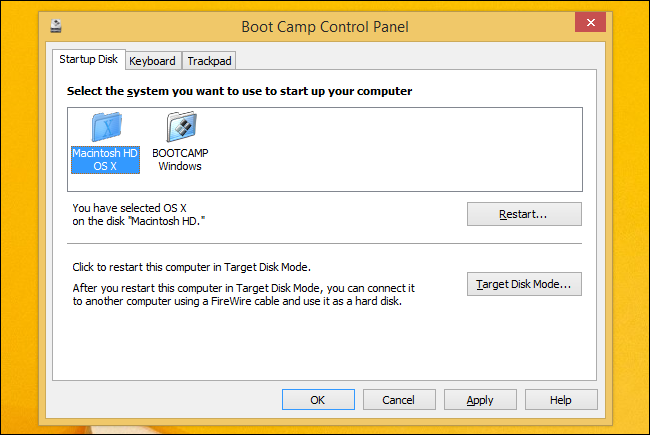 Boot Camp Control Panel
Startup Disk Keyboard Trackpad
Select the system you want to use to start up your computer
Macintosh HD
OS X
BOOTCAMP
Windows
You have selected OS X
on the disk "Macintosh HD."
Restart...
Click to restart this computer in Target Disk Mode.
After you restart this computer in Target Disk Mode, you can connect it
to another computer using a FireWire cable and use it as a hard disk.
Target Disk Mode...
OK Cancel Apply Help